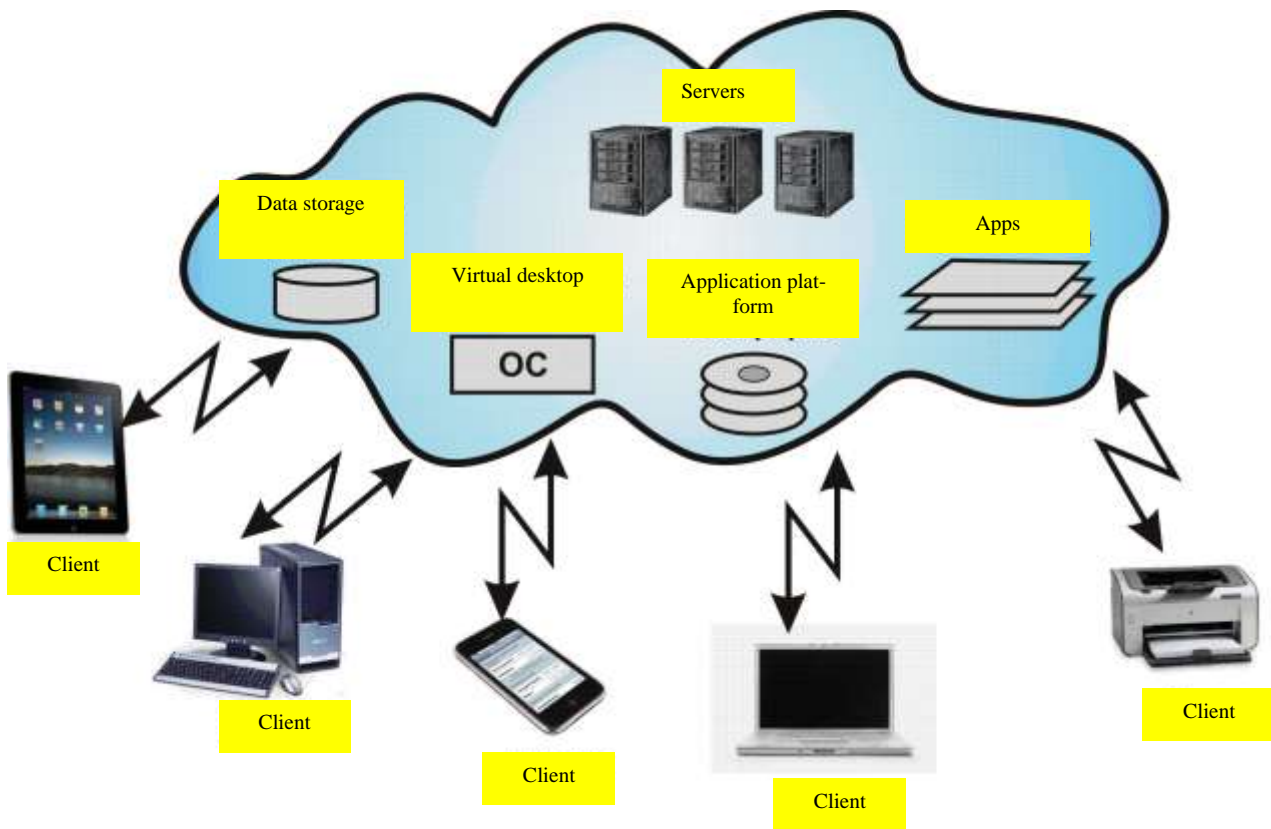 Servers
Data storage
Apps
Virtual desktop
Application plat-
form
OC
Client
Client
Client
Client
Client